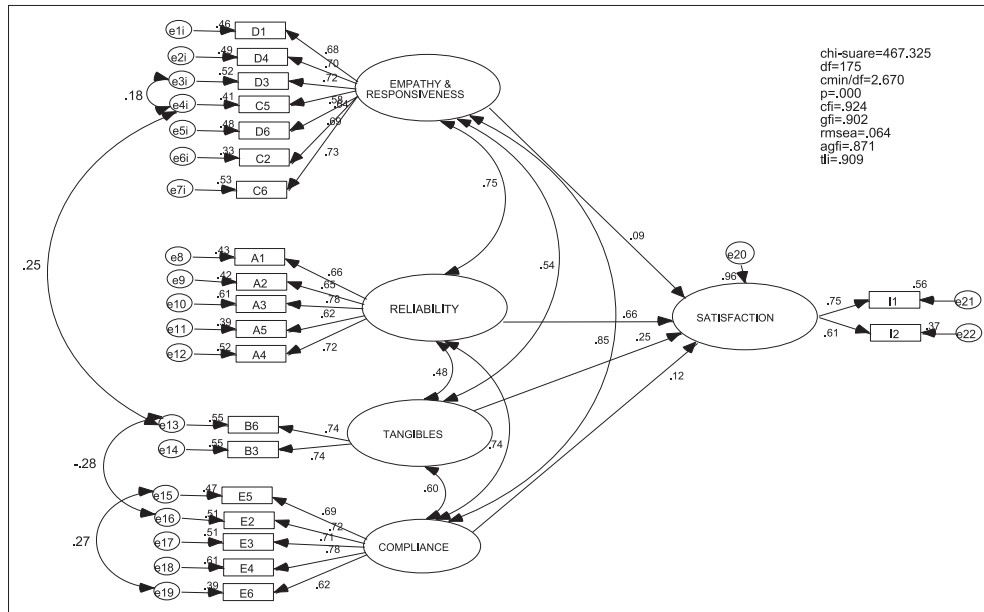 e1i .46 D1 .68
e2i .49 D4 .70
e3i .52 D3 .72
e4i .41 C5 .58
e5i .48 D6 .64
e6i .33 C2 .69
e7i .53 C6 .73
.18
EMPATHY &
RESPONSIVENESS
chi-suare=467.325
df=175
cmin/df=2.670
p=.000
cfi=.924
gfi=.902
rmsea=.064
agfi=.871
tli=.909
.75
.54
.09
.25
e8 .43 A1 .66
e9 .42 A2 .65
e10 .61 A3 .78
e11 .39 A5 .62
e12 .52 A4 .72
RELIABILITY
.66
.85
e20
.96
SATISFACTION
.75 I1 .56 e21
.61 I2 .37 e22
.48
.25
.12
e13 .55 B6 .74
e14 .55 B3 .74
TANGIBLES
.74
-.28
.60
e15 .47 E5 .69
e16 .51 E2 .72
e17 .51 E3 .71
e18 .61 E4 .78
e19 .39 E6 .62
.27
COMPLIANCE